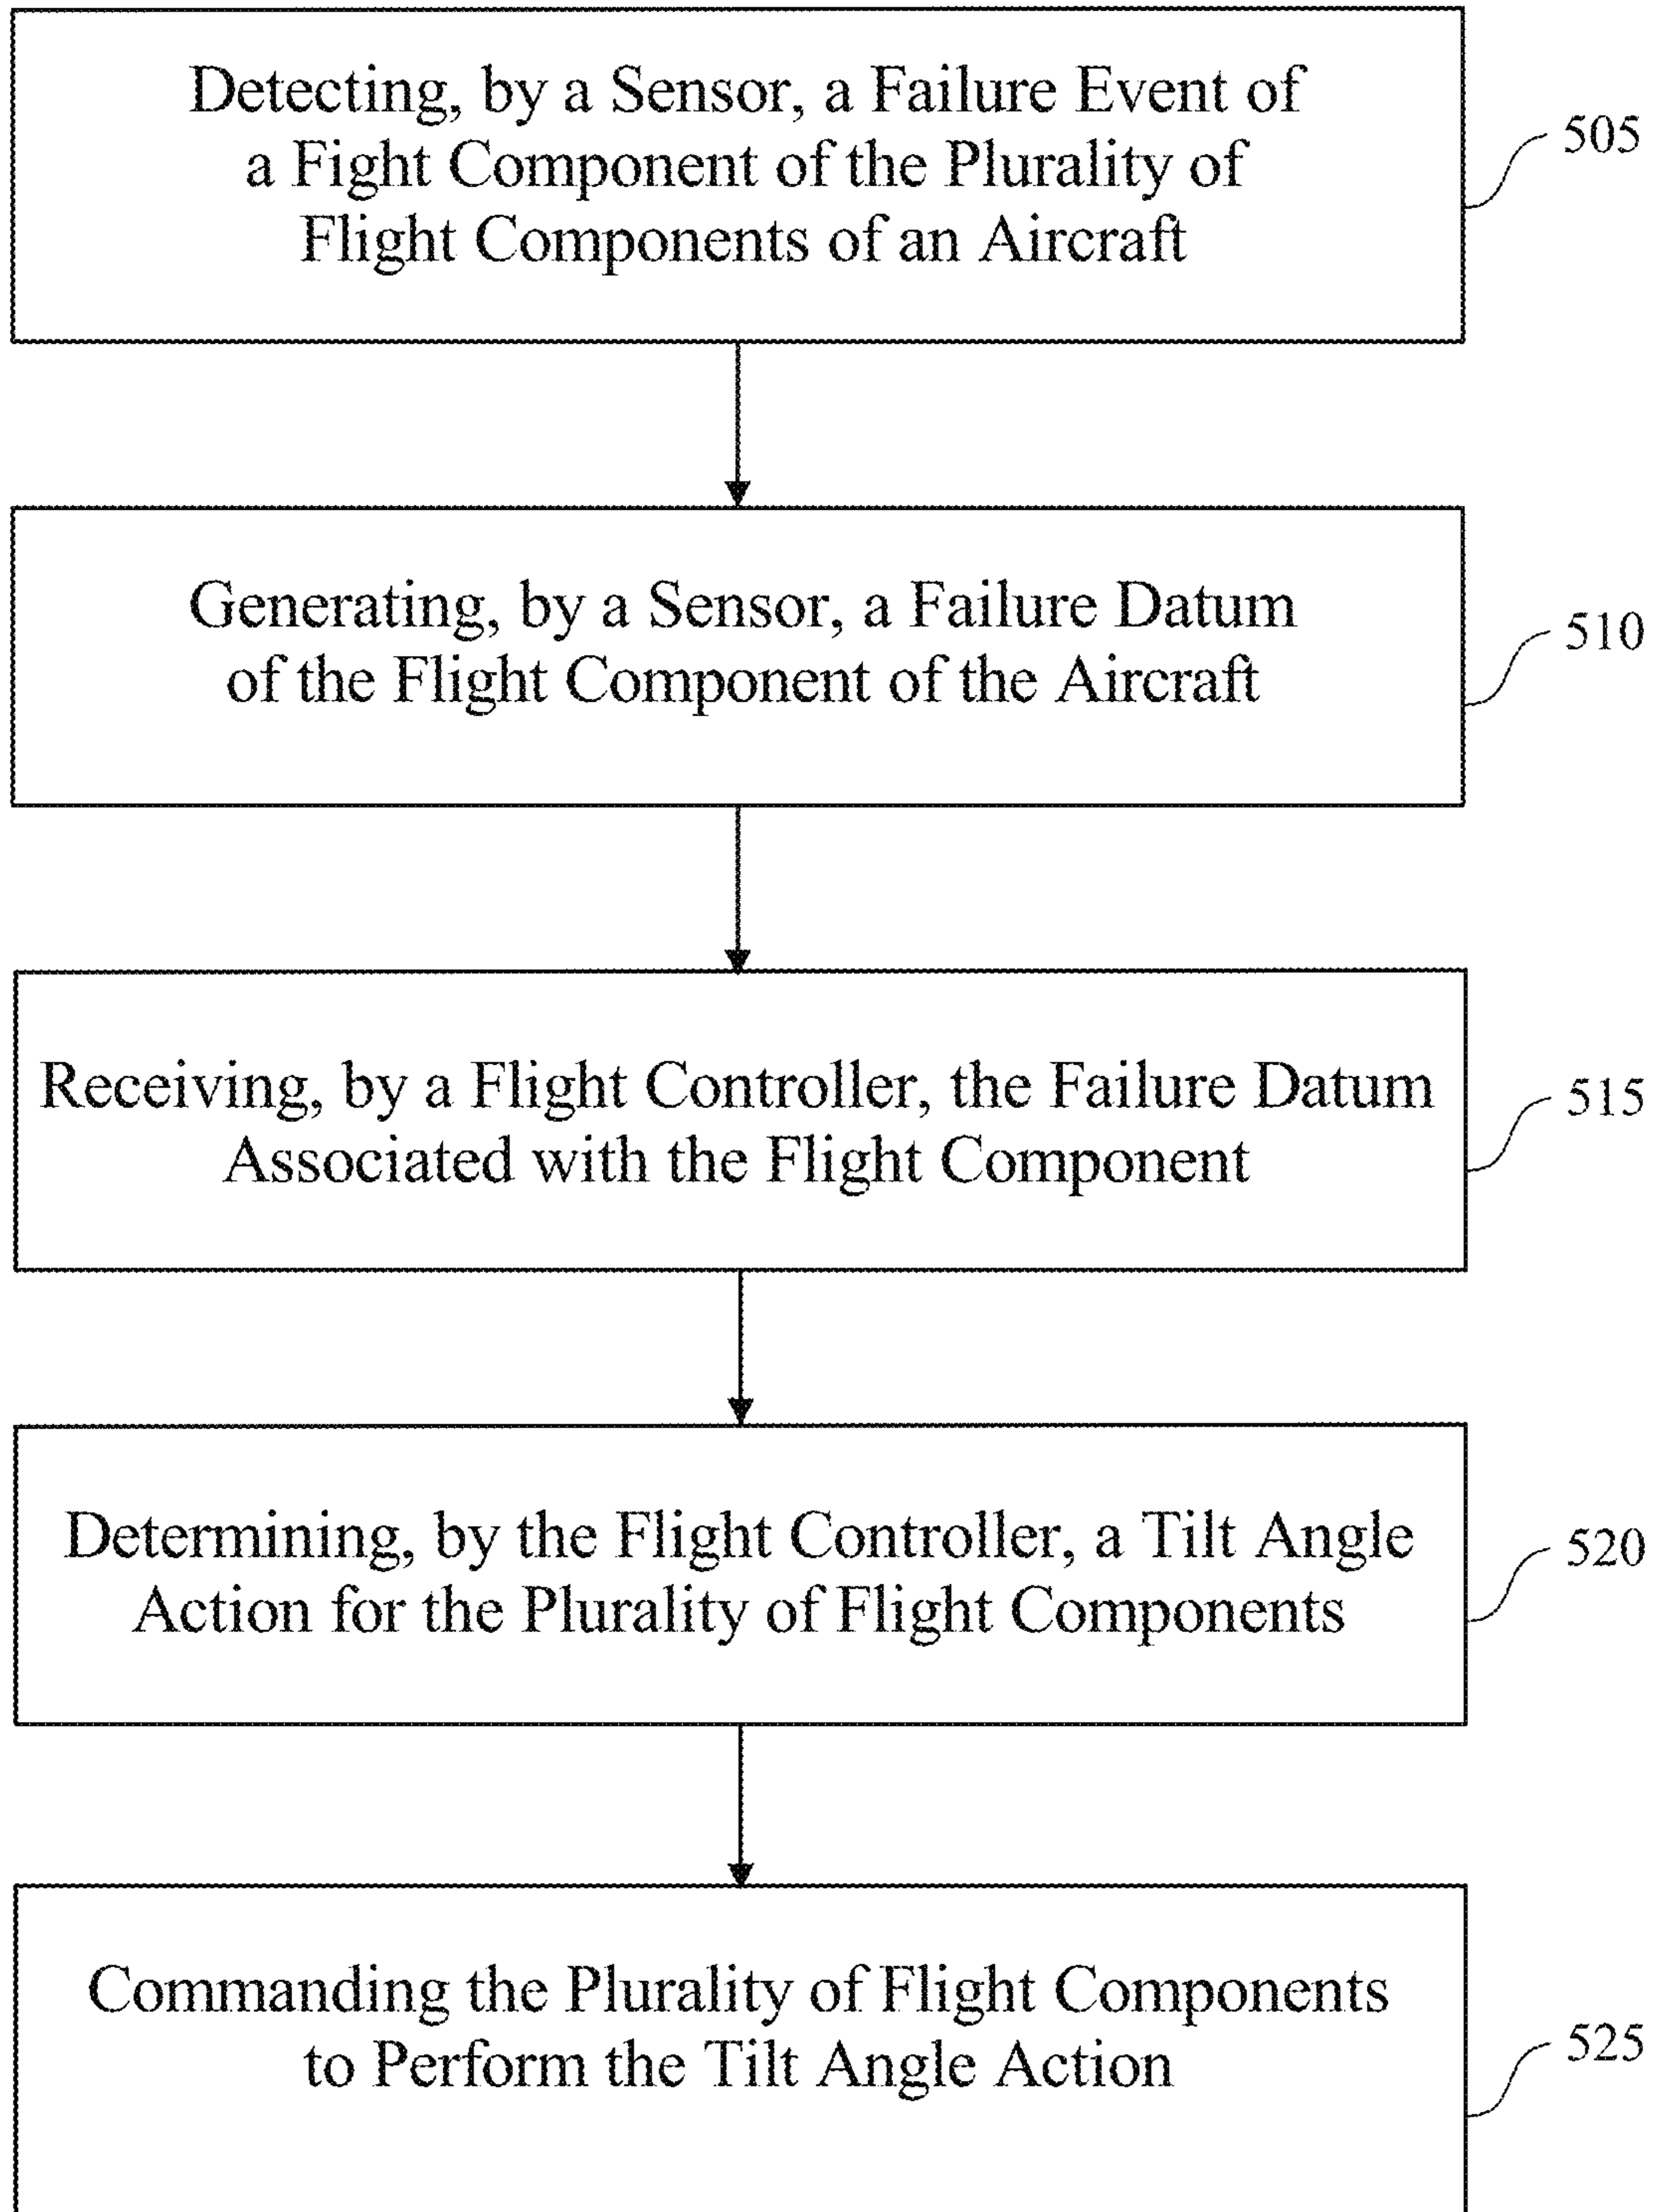 Detecting, by a Sensor, a Failure Event of
a Fight Component of the Plurality of
Flight Components of an Aircraft
505
Generating, by a Sensor, a Failure Datum
of the Flight Component of the Aircraft
510
Receiving, by a Flight Controller, the Failure Datum
Associated with the Flight Component
515
Determining, by the Flight Controller, a Tilt Angle
Action for the Plurality of Flight Components
520
Commanding the Plurality of Flight Components
to Perform the Tilt Angle Action
525